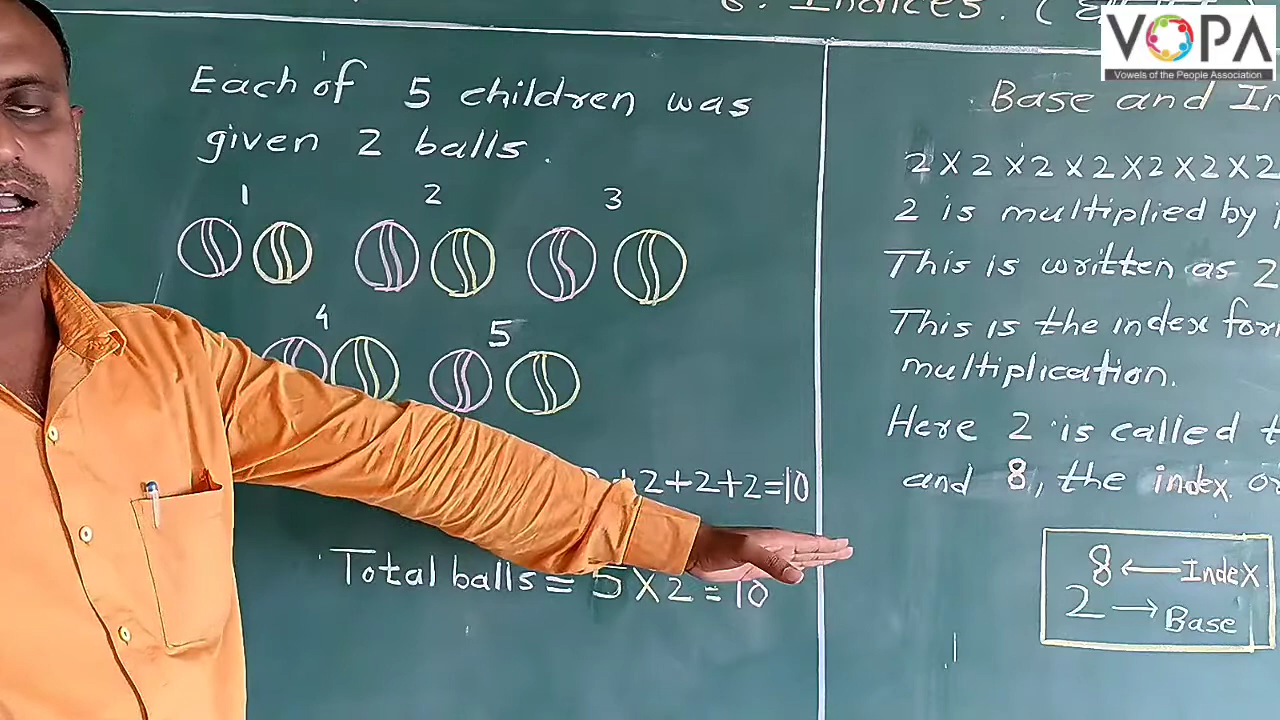 6. Indices.
VOPA
Vowels of the People Association
Each of 5 children was
given 2 balls.
1 2 3
4 5
+2+2+2=10
Total balls = 5×2=10
Base and
2×2×2×2×2×2×2
2 is multiplied by
This is written as 2
This is the index
multiplication.
Here 2 is called
and 8, the index
8 ← Index
2 → Base